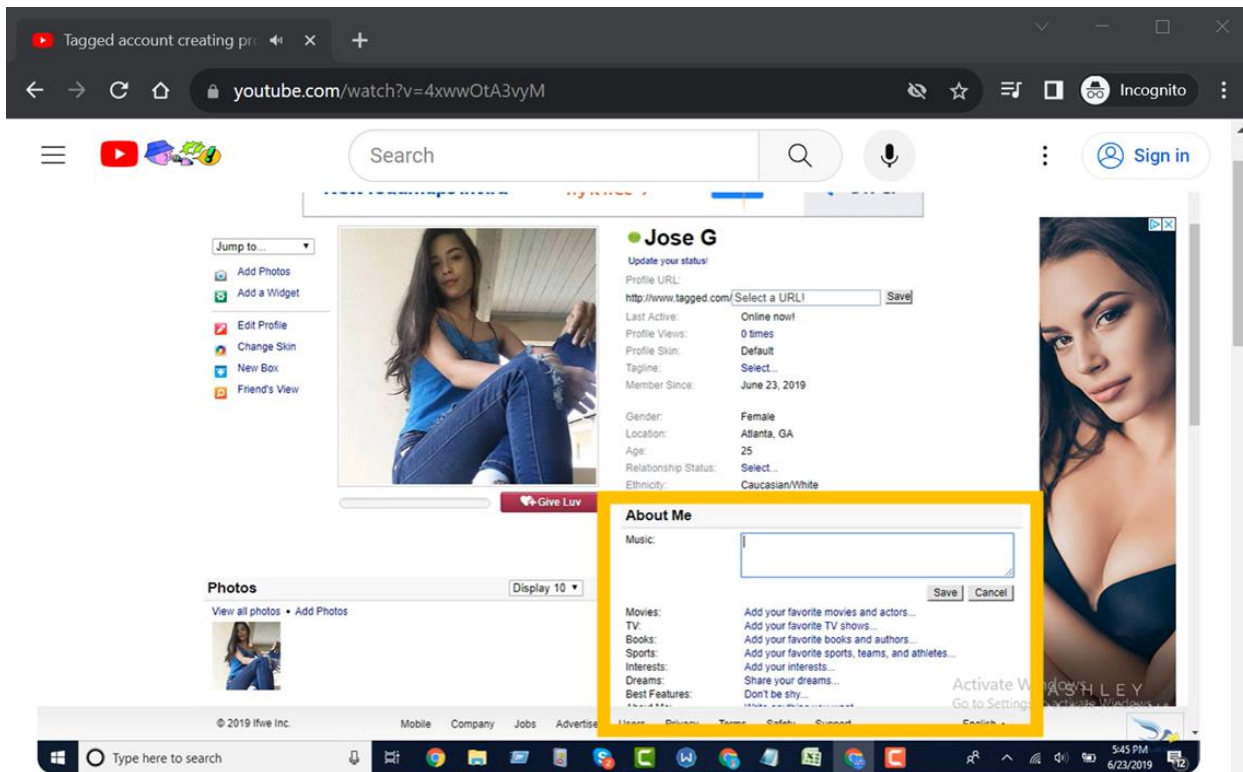 Tagged account creating pro
youtube.com/watch?v=4xwwOtA3vyM
Incognito
Search
Sign in
Jump to...
Add Photos
Add a Widget
Edit Profile
Change Skin
New Box
Friend's View
Give Luv
Photos
Display 10
View all photos • Add Photos
Jose G
Update your status!
Profile URL:
http://www.tagged.com/ Select a URL! Save
Last Active: Online now!
Profile Views: 0 times
Profile Skin: Default
Tagline: Select...
Member Since: June 23, 2019
Gender: Female
Location: Atlanta, GA
Age: 25
Relationship Status: Select...
Ethnicity: Caucasian/White
About Me
Music:
Save Cancel
Movies: Add your favorite movies and actors...
TV: Add your favorite TV shows...
Books: Add your favorite books and authors...
Sports: Add your favorite sports, teams, and athletes...
Interests: Add your interests...
Dreams: Share your dreams...
Best Features: Don't be shy...
Activate Windows
Go to Settings to activate Windows.
ASHLEY
© 2019 Ifwe Inc. Mobile Company Jobs Advertise Users Privacy Terms Safety Support English
Type here to search
5:45 PM
6/23/2019